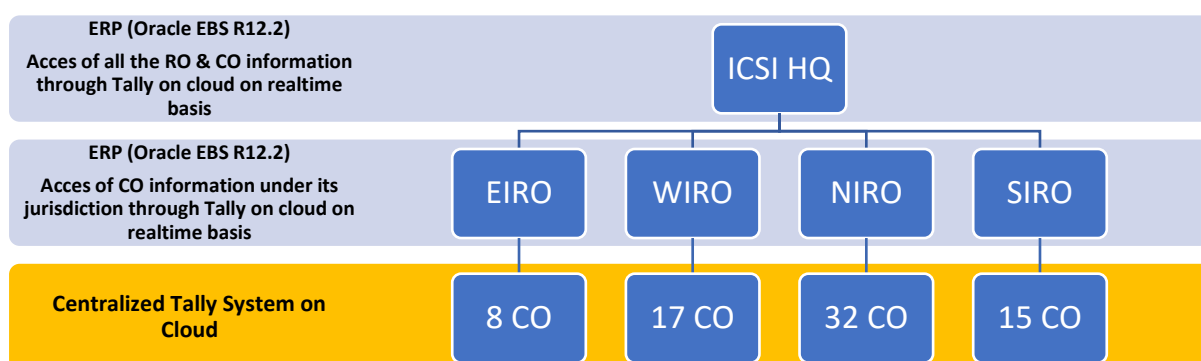 ERP (Oracle EBS R12.2)
Acces of all the RO & CO information
through Tally on cloud on realtime
basis
ICSI HQ
ERP (Oracle EBS R12.2)
Acces of CO information under its
jurisdiction through Tally on cloud on
realtime basis
EIRO
WIRO
NIRO
SIRO
Centralized Tally System on
Cloud
8 CO
17 CO
32 CO
15 CO